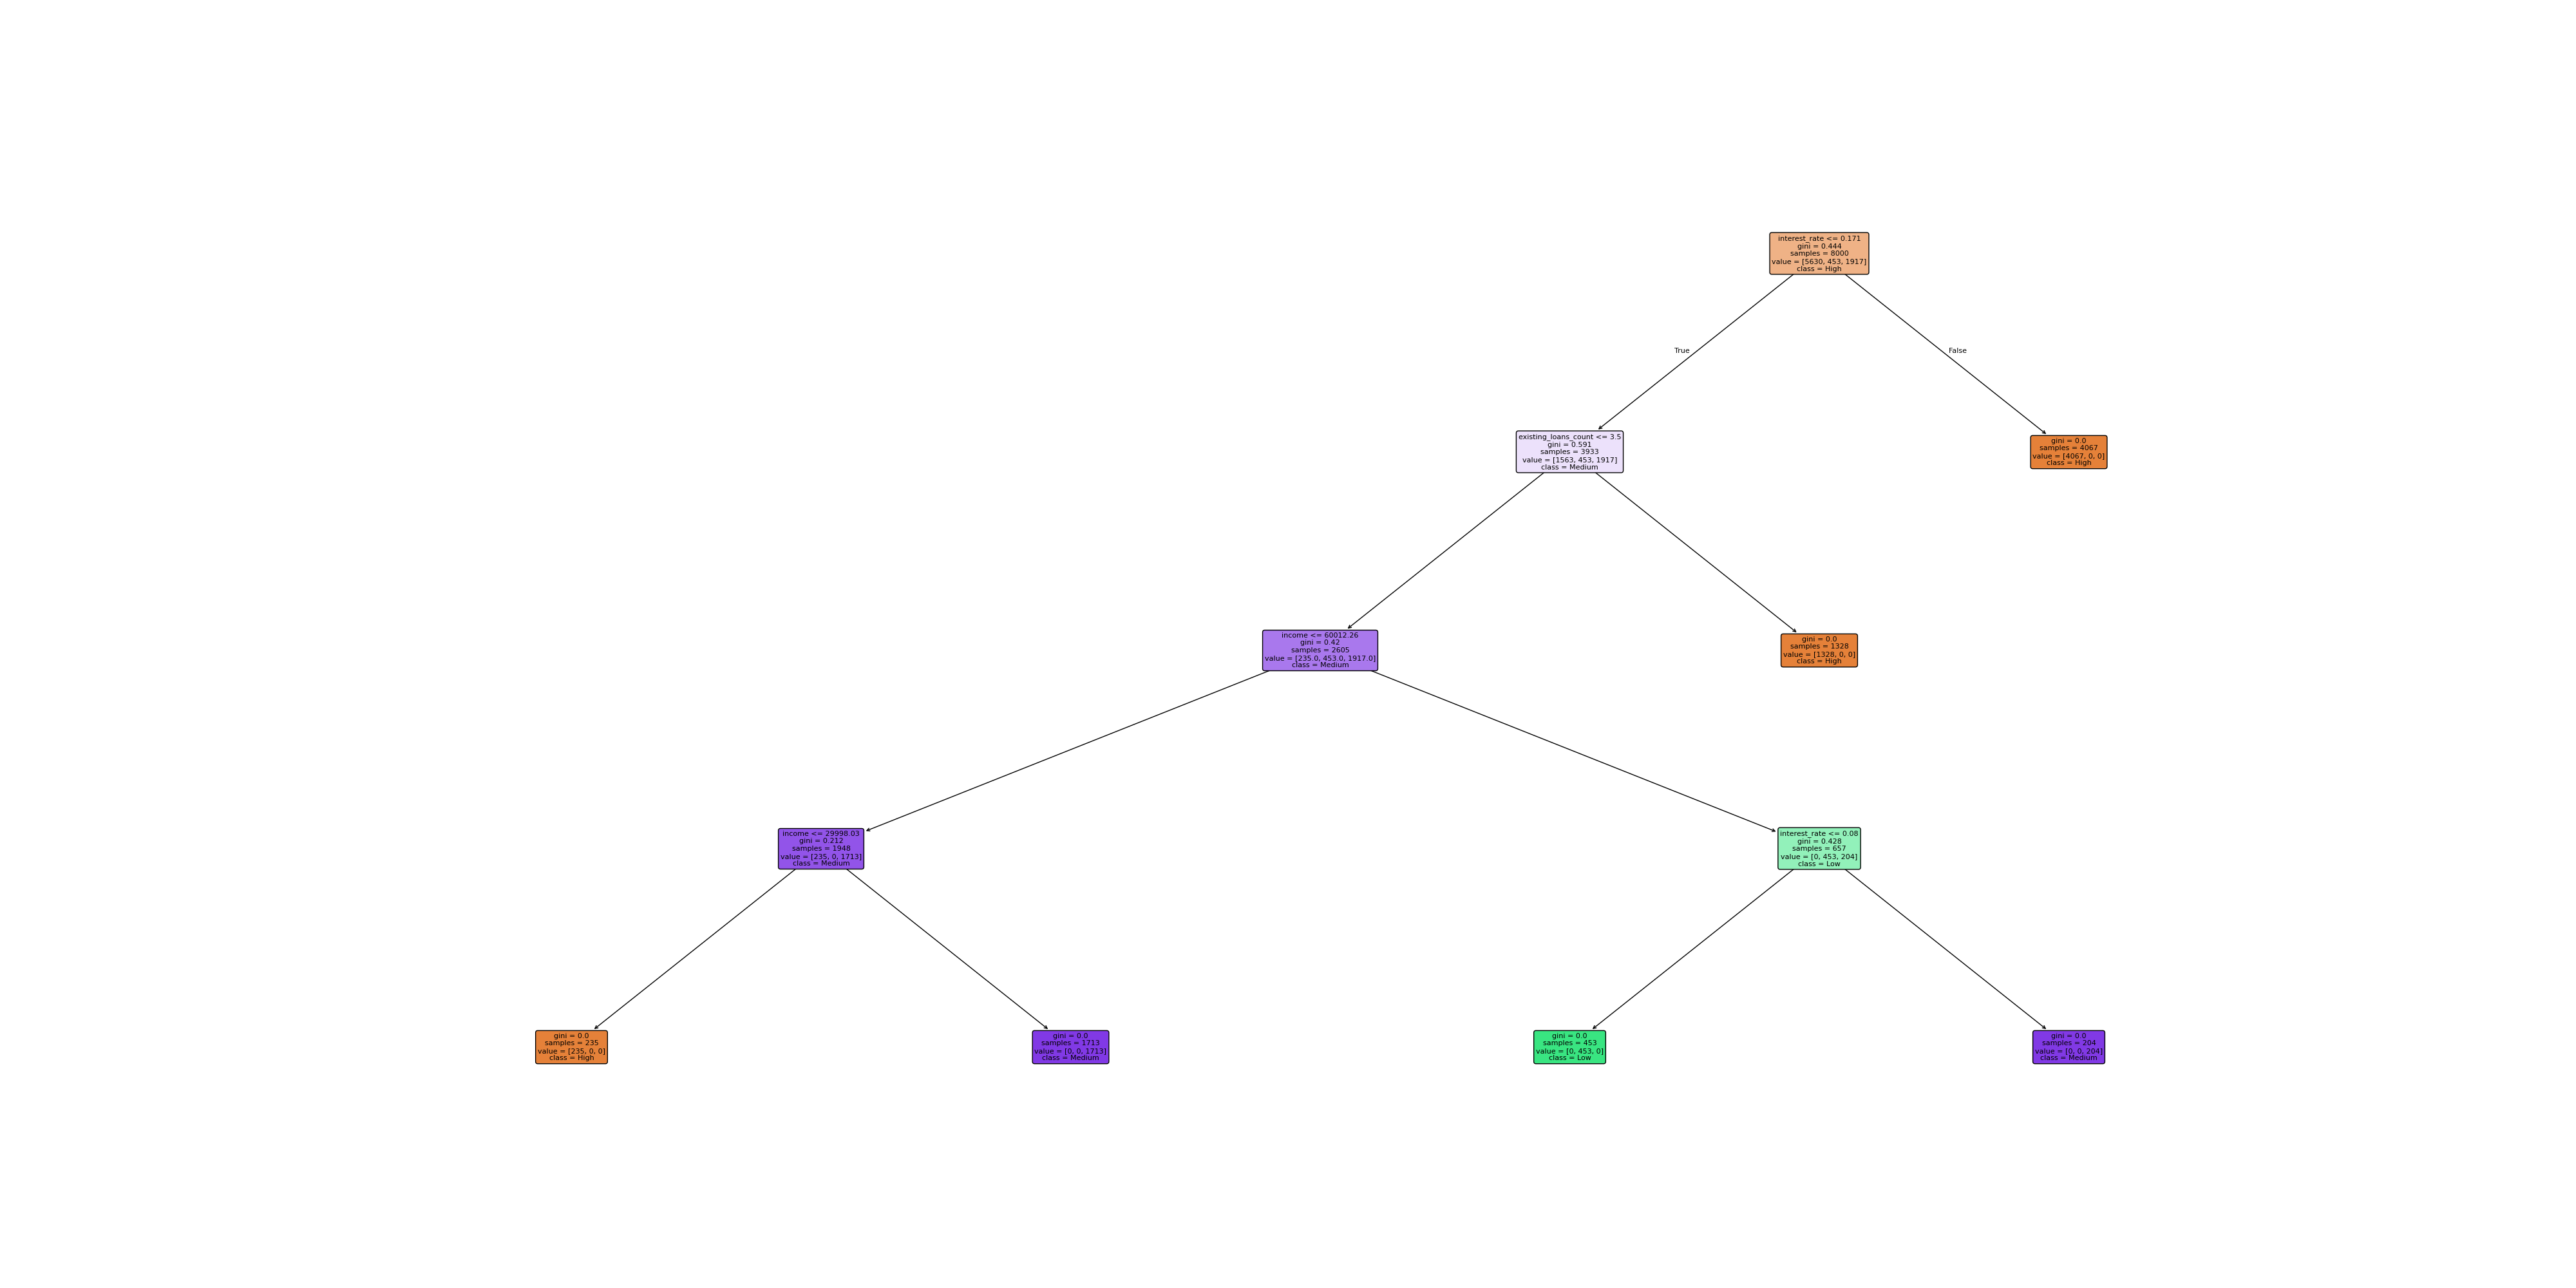 interest_rate <= 0.171
gini = 0.444
samples = 8000
value = [5630, 453, 1917]
class = High
True
False
existing_loans_count <= 3.5
gini = 0.591
samples = 3933
value = [1563, 453, 1917]
class = Medium
gini = 0.0
samples = 4067
value = [4067, 0, 0]
class = High
income <= 60012.26
gini = 0.42
samples = 2605
value = [235.0, 453.0, 1917.0]
class = Medium
gini = 0.0
samples = 1328
value = [1328, 0, 0]
class = High
income <= 29998.03
gini = 0.212
samples = 1948
value = [235, 0, 1713]
class = Medium
interest_rate <= 0.08
gini = 0.428
samples = 657
value = [0, 453, 204]
class = Low
gini = 0.0
samples = 235
value = [235, 0, 0]
class = High
gini = 0.0
samples = 1713
value = [0, 0, 1713]
class = Medium
gini = 0.0
samples = 453
value = [0, 453, 0]
class = Low
gini = 0.0
samples = 204
value = [0, 0, 204]
class = Medium